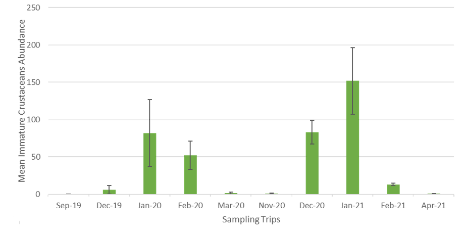 250
200
150
100
50
0
Mean Immature Crustaceans Abundance
Sep-19 Dec-19 Jan-20 Feb-20 Mar-20 Nov-20 Dec-20 Jan-21 Feb-21 Apr-21
Sampling Trips